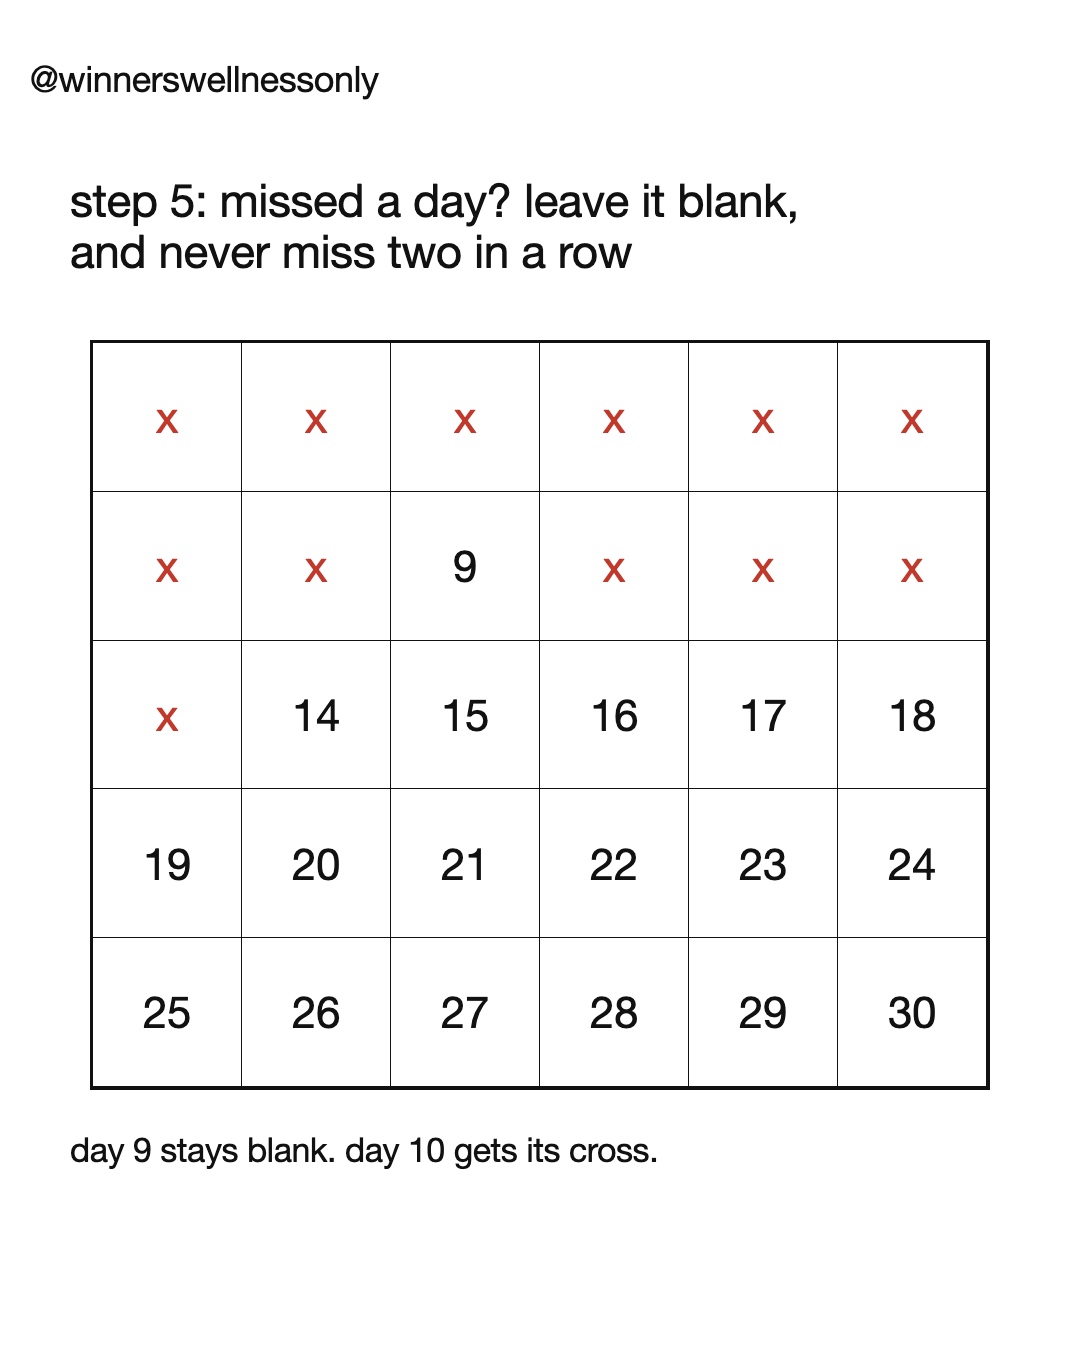 @winnerswellnessonly
step 5: missed a day? leave it blank,
and never miss two in a row
x x x x x x
x x 9 x x x
x 14 15 16 17 18
19 20 21 22 23 24
25 26 27 28 29 30
day 9 stays blank. day 10 gets its cross.